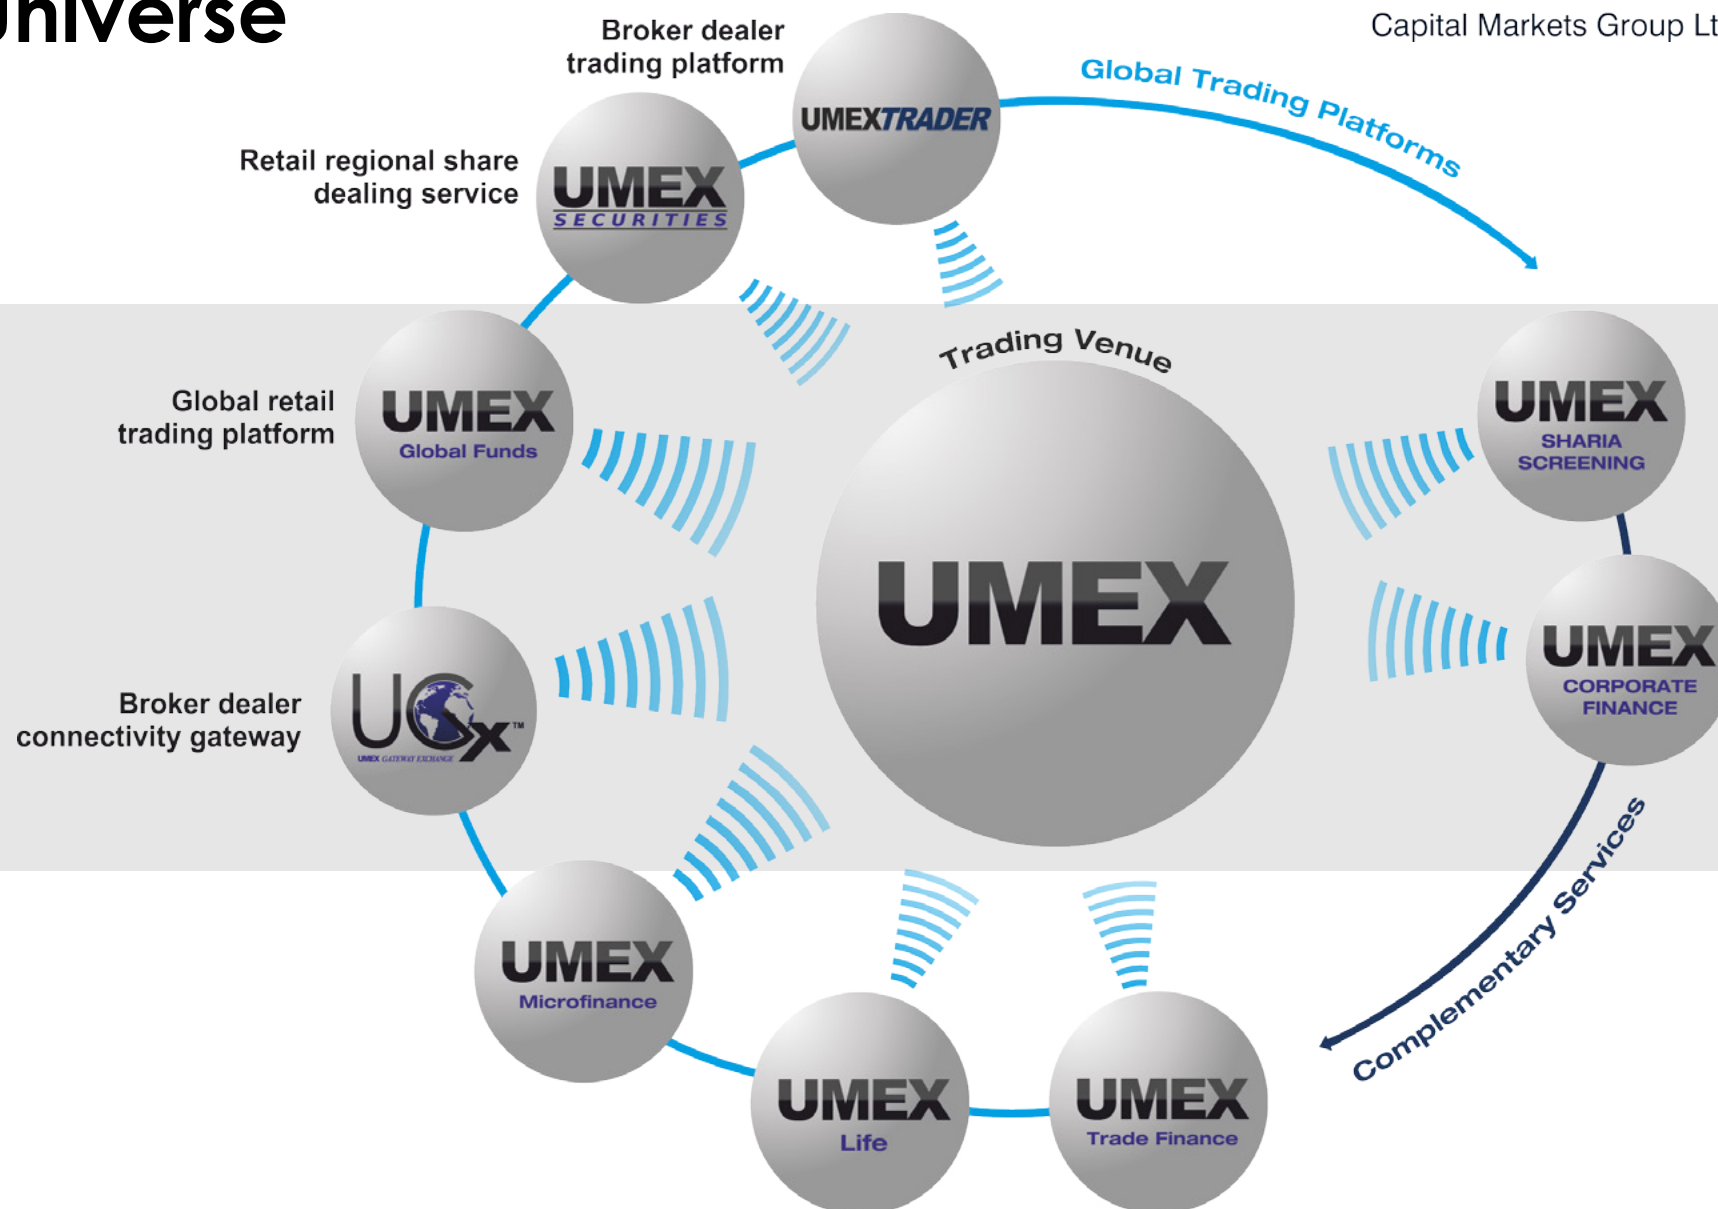 universe
Capital Markets Group Lt
Broker dealer
trading platform
UMEXTRADER
Global Trading Platforms
Retail regional share
dealing service
UMEX
SECURITIES
Trading Venue
UMEX
Global retail
trading platform
UMEX
Global Funds
UMEX
SHARIA
SCREENING
UMEX
CORPORATE
FINANCE
Broker dealer
connectivity gateway
UGx™
UMEX GATEWAY EXCHANGE
Complementary Services
UMEX
Microfinance
UMEX
Life
UMEX
Trade Finance